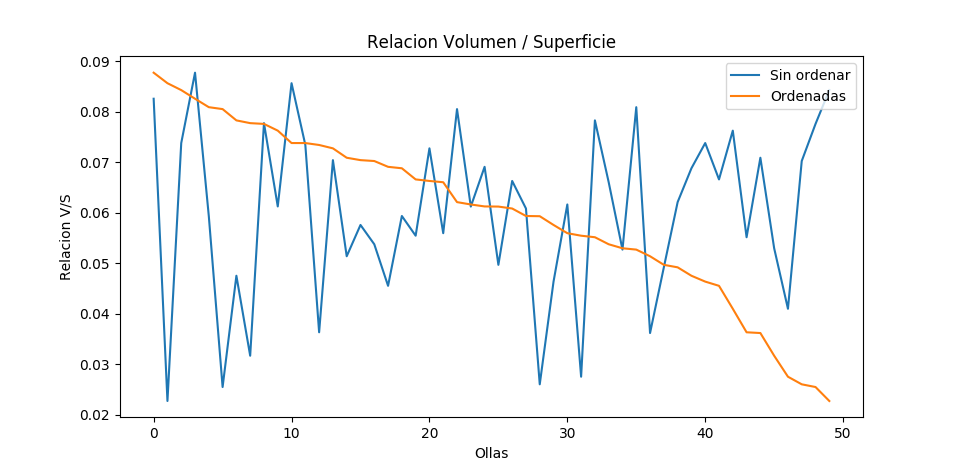 Relacion Volumen / Superficie
Sin ordenar
Ordenadas
Relacion V/S
0.09
0.08
0.07
0.06
0.05
0.04
0.03
0.02
0 10 20 30 40 50
Ollas